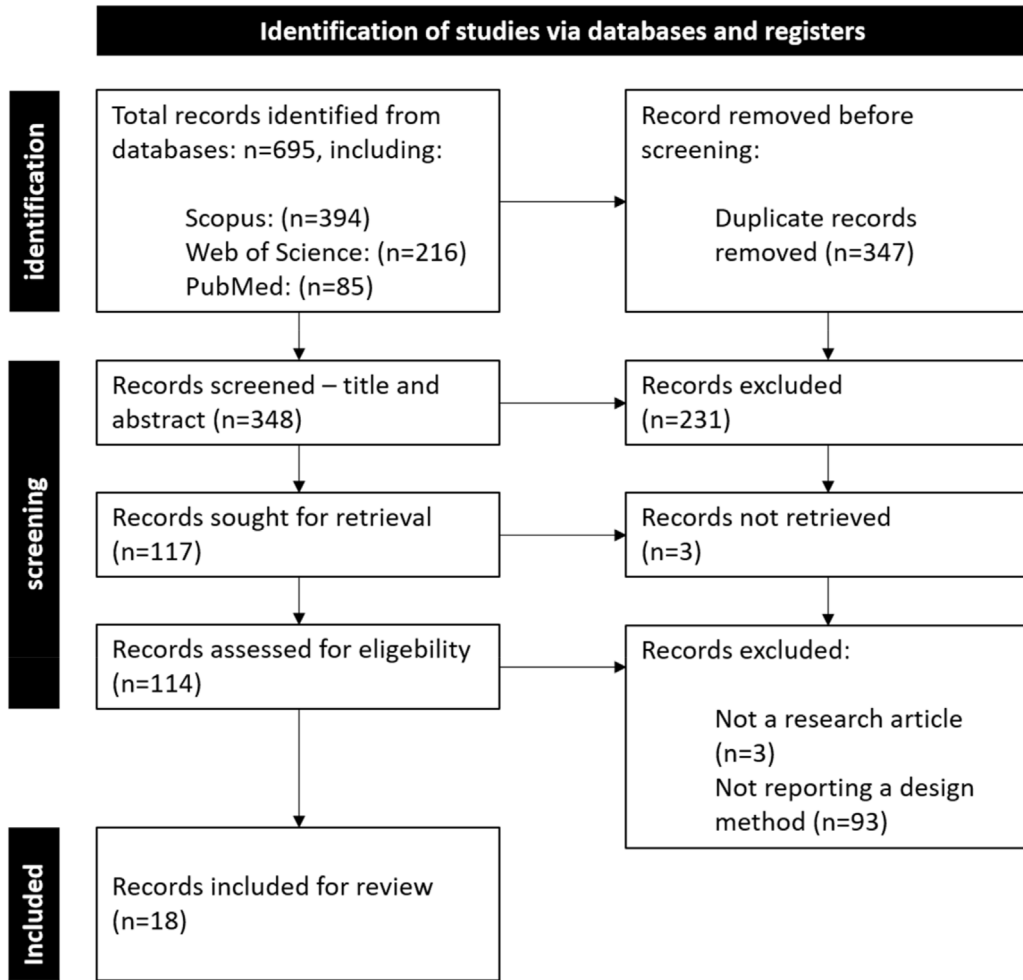 Identification of studies via databases and registers
identification
Total records identified from
databases: n=695, including:
Scopus: (n=394)
Web of Science: (n=216)
PubMed: (n=85)
Record removed before
screening:
Duplicate records
removed (n=347)
screening
Records screened – title and
abstract (n=348)
Records excluded
(n=231)
Records sought for retrieval
(n=117)
Records not retrieved
(n=3)
Records assessed for eligebility
(n=114)
Records excluded:
Not a research article
(n=3)
Not reporting a design
method (n=93)
Included
Records included for review
(n=18)